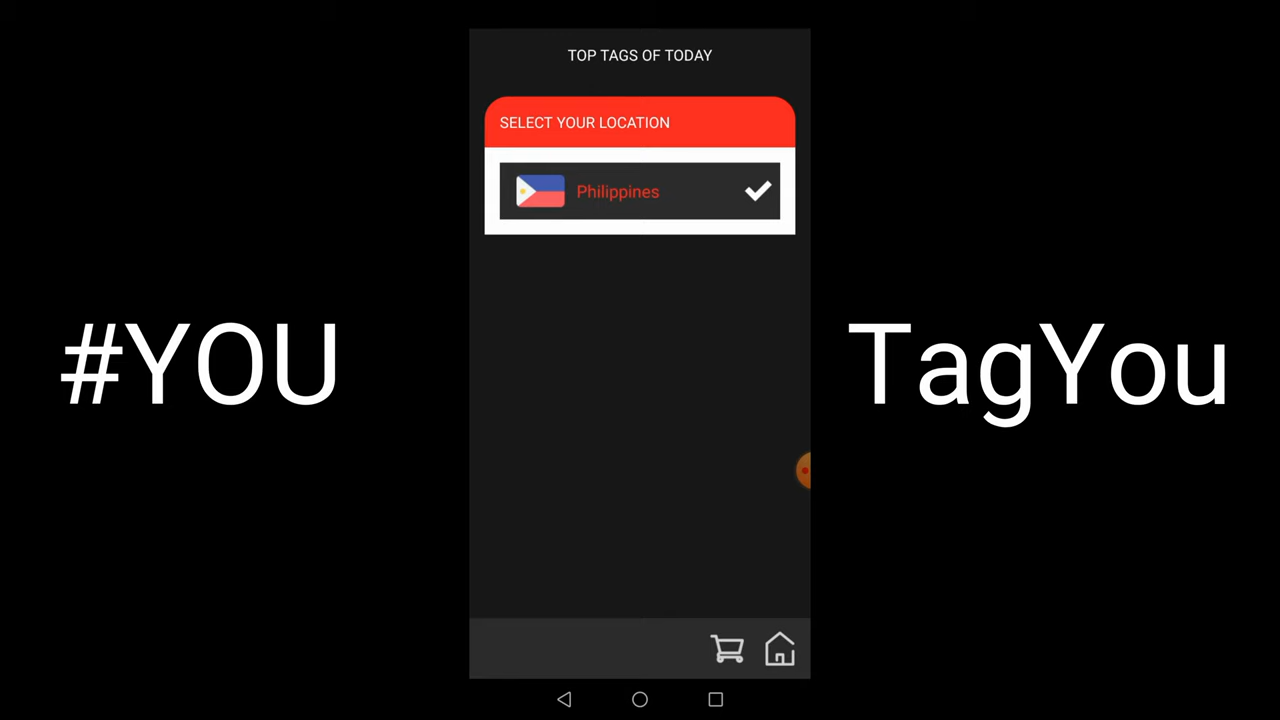 TOP TAGS OF TODAY
SELECT YOUR LOCATION
Philippines
#YOU
TagYou